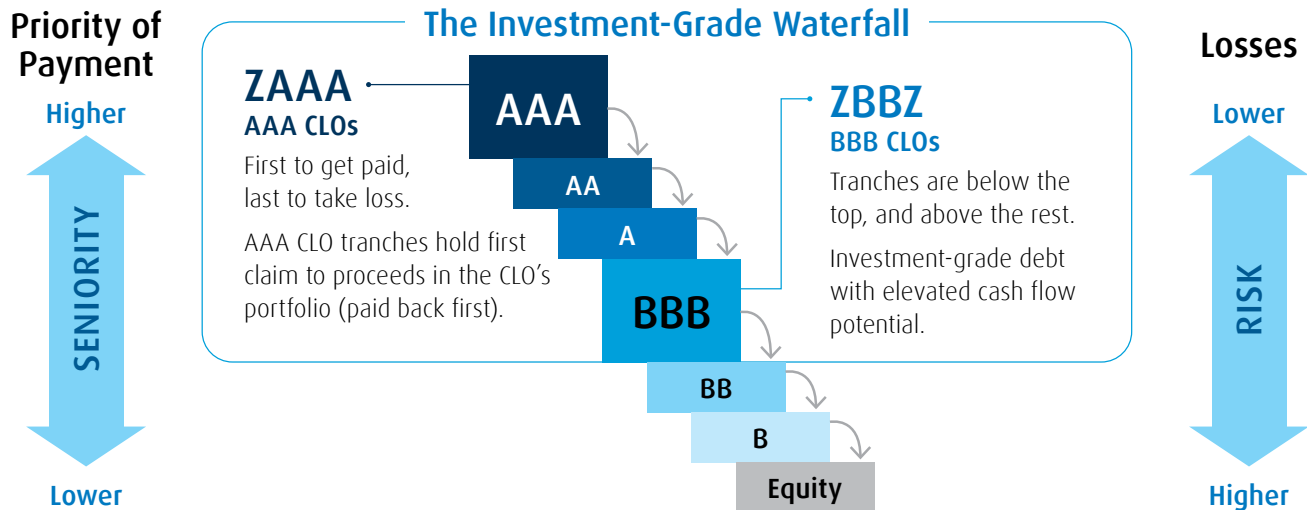 Priority of
Payment
Higher
SENIORITY
Lower
The Investment-Grade Waterfall
ZAAA
AAA CLOs
First to get paid,
last to take loss.
AAA CLO tranches hold first
claim to proceeds in the CLO's
portfolio (paid back first).
AAA
AA
A
BBB
BB
B
Equity
ZBBZ
BBB CLOs
Tranches are below the
top, and above the rest.
Investment-grade debt
with elevated cash flow
potential.
Losses
Lower
RISK
Higher